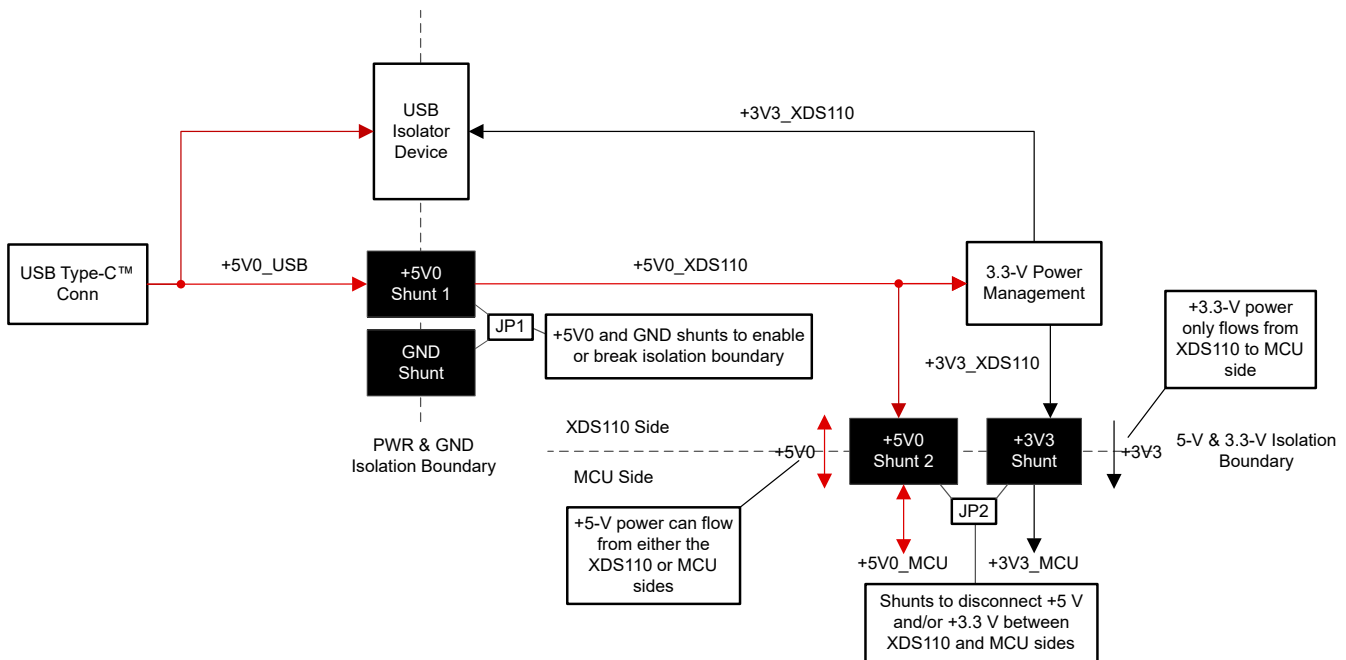 USB
Isolator
Device
+3V3_XDS110
USB Type-C™
Conn
+5V0_USB
+5V0
Shunt 1
+5V0_XDS110
3.3-V Power
Management
JP1
GND
Shunt
+5V0 and GND shunts to enable
or break isolation boundary
+3.3-V power
only flows from
XDS110 to MCU
side
+3V3_XDS110
PWR & GND
Isolation Boundary
XDS110 Side
+5V0
MCU Side
+5V0
Shunt 2
+3V3
Shunt
+3V3
5-V & 3.3-V Isolation
Boundary
JP2
+5-V power can flow
from either the
XDS110 or MCU
sides
+5V0_MCU
+3V3_MCU
Shunts to disconnect +5 V
and/or +3.3 V between
XDS110 and MCU sides